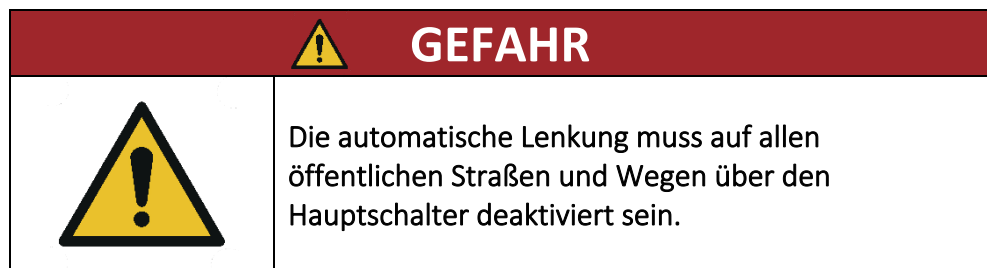 GEFAHR
Die automatische Lenkung muss auf allen
öffentlichen Straßen und Wegen über den
Hauptschalter deaktiviert sein.